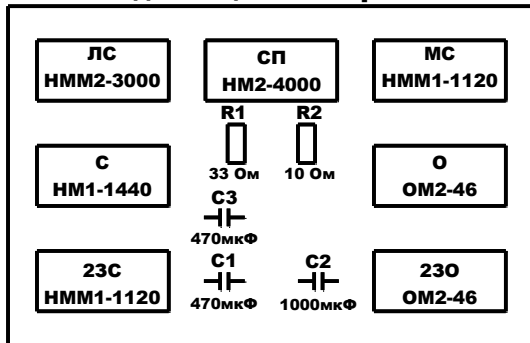 ЛС
НММ2-3000
СП
НМ2-4000
МС
НММ1-1120
R1
R2
33 Ом
10 Ом
С
НМ1-1440
О
ОМ2-46
С3
470мкФ
23С
НММ1-1120
С1
470мкФ
С2
1000мкФ
23О
ОМ2-46